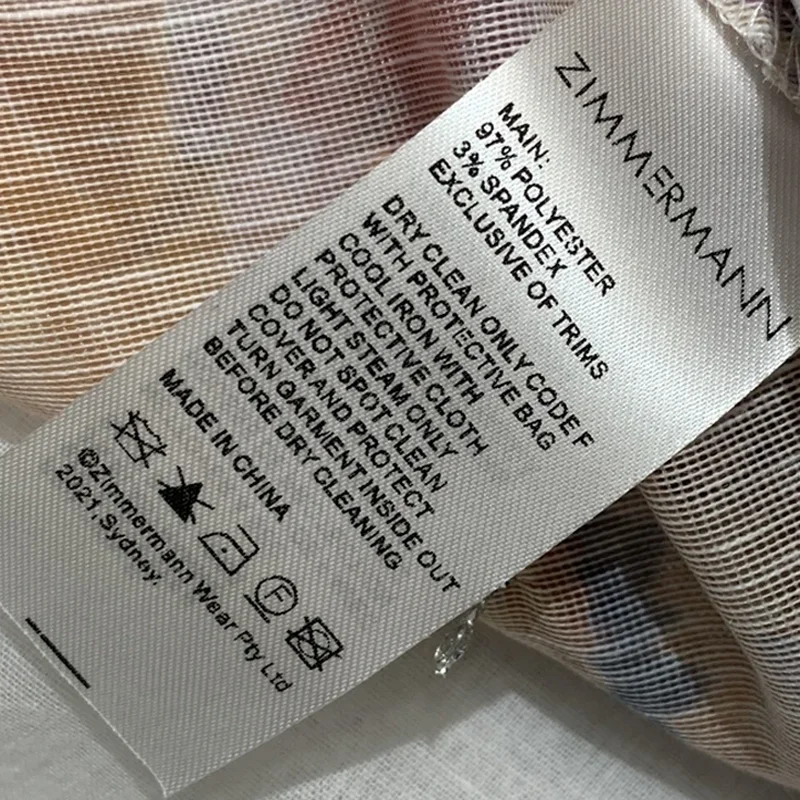 ZIMMERMANN
MAIN:
97% POLYESTER
3% SPANDEX
EXCLUSIVE OF TRIMS
DRY CLEAN ONLY CODE F
WITH PROTECTIVE BAG
COOL IRON WITH
PROTECTIVE CLOTH
LIGHT STEAM ONLY
DO NOT SPOT CLEAN
COVER AND PROTECT
TURN GARMENT INSIDE OUT
BEFORE DRY CLEANING
MADE IN CHINA
F
©Zimmermann Wear Pty Ltd
2021, Sydney.